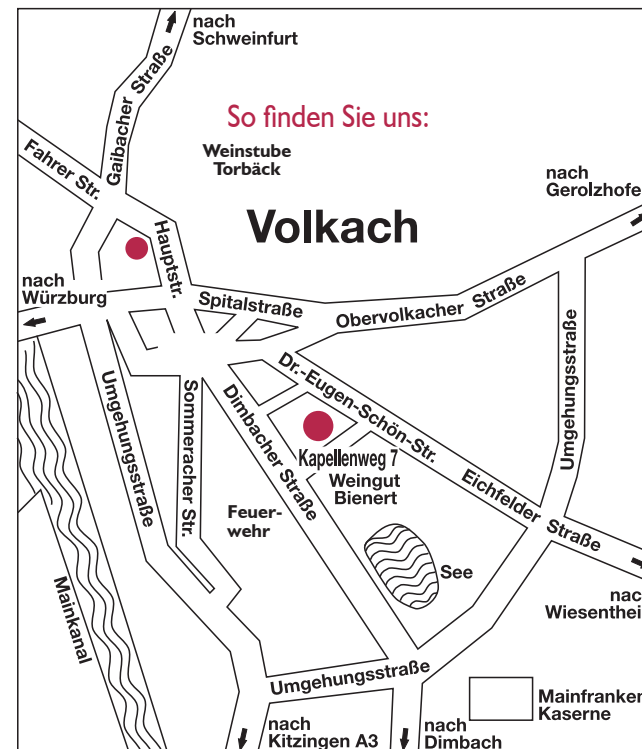 nach
Schweinfurt
Gaibacher Straße
So finden Sie uns:
Weinstube
Torbäck
Fahrer Str.
nach
Gerolzhofe
Volkach
Hauptstr.
nach
Würzburg
Spitalstraße
Obervolkacher Straße
Umgehungsstraße
Dr.-Eugen-Schön-Str.
Umgehungsstraße
Sommeracher Str.
Dimbacher Straße
Kapellenweg 7
Weingut
Bienert
Eichfelder Straße
Feuer-
wehr
See
Mainkanal
nac
Wiesenthei
Umgehungsstraße
Mainfranken
Kaserne
nach
Kitzingen A3
nach
Dimbach